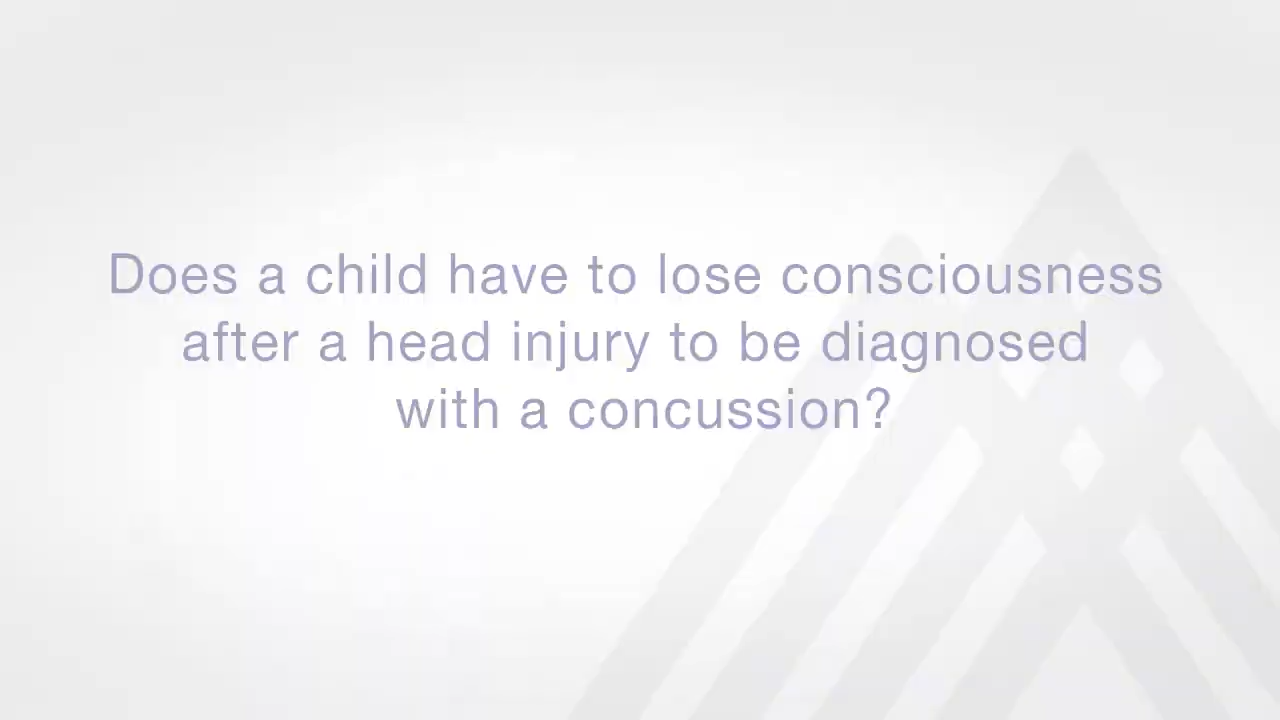 Does a child have to lose consciousness
after a head injury to be diagnosed
with a concussion?